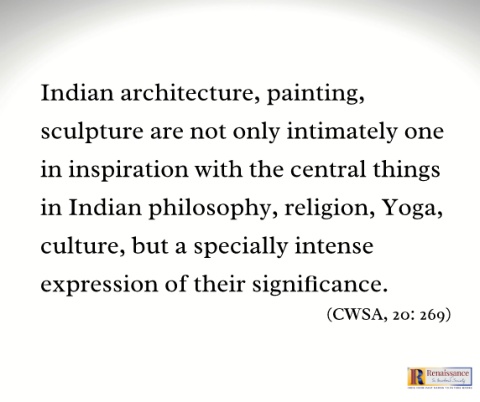 Indian architecture, painting,
sculpture are not only intimately one
in inspiration with the central things
in Indian philosophy, religion, Yoga,
culture, but a specially intense
expression of their significance.
(CWSA, 20: 269)
Renaissance